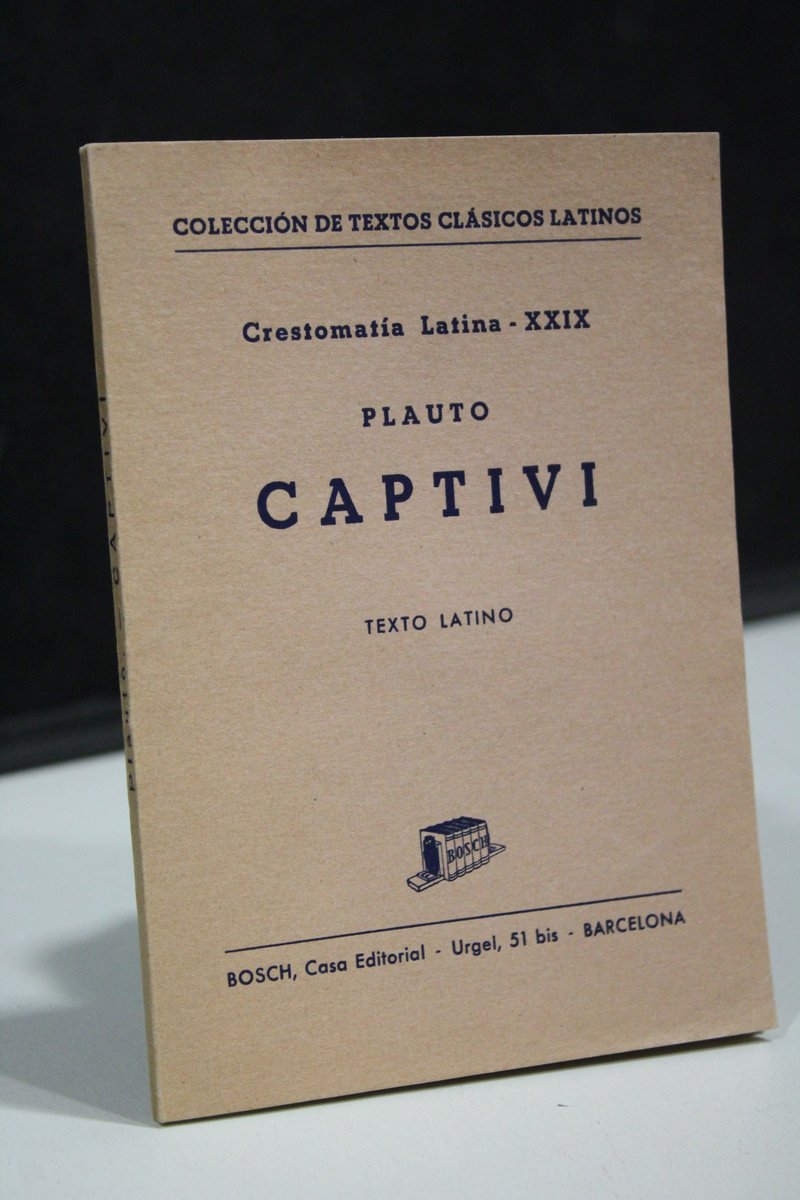 COLECCIÓN DE TEXTOS CLÁSICOS LATINOS
Crestomatía Latina - XXIX
PLAUTO
CAPTIVI
TEXTO LATINO
BOSCH
BOSCH, Casa Editorial - Urgel, 51 bis - BARCELONA
Plauto. — CAPTIVI